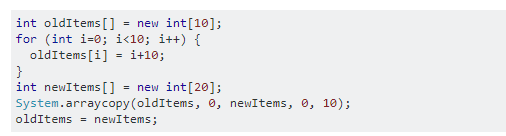 int oldItems[] = new int[10];
for (int i=0; i<10; i++) {
  oldItems[i] = i+10;
}
int newItems[] = new int[20];
System.arraycopy(oldItems, 0, newItems, 0, 10);
oldItems = newItems;